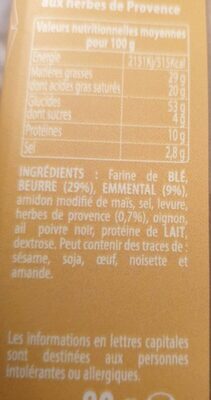 aux herbes de Provence
Valeurs nutritionnelles moyennes
pour 100 g
Énergie 2151Kj/515Kcal
Matières grasses 29 g
dont acides gras saturés 20 g
Glucides 53 g
dont sucres 4 g
Protéines 10 g
Sel 2,8 g
INGRÉDIENTS : Farine de BLÉ,
BEURRE (29%), EMMENTAL (9%),
amidon modifié de maïs, sel, levure,
herbes de provence (0,7%), oignon,
ail poivre noir, protéine de LAIT,
dextrose. Peut contenir des traces de :
sésame, soja, œuf, noisette et
amande.
Les informations en lettres capitales
sont destinées aux personnes
intolérantes ou allergiques.